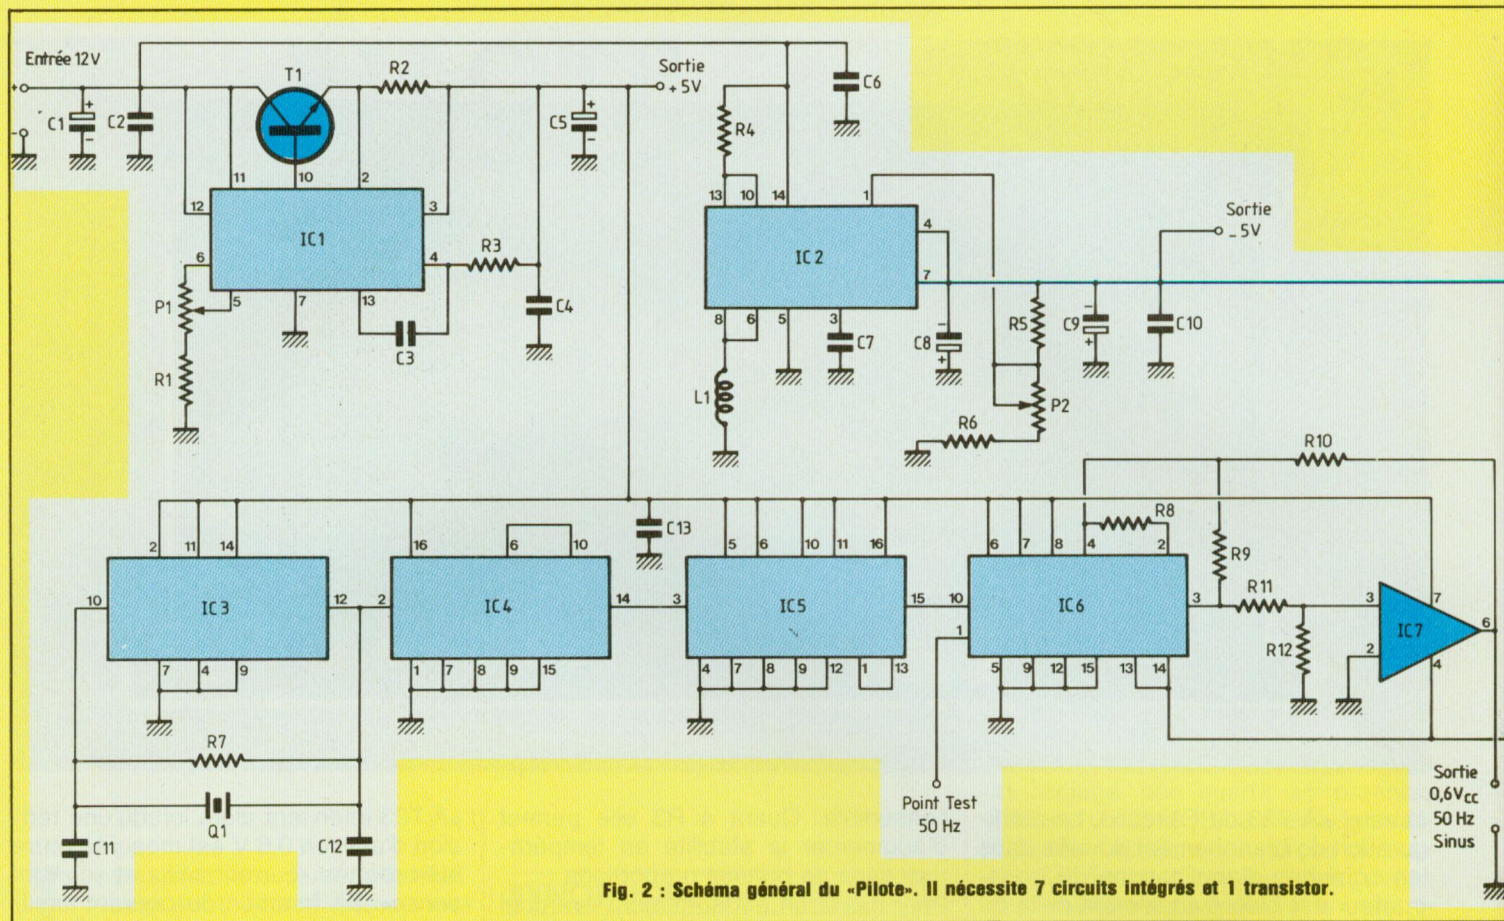 Entrée 12V
+
−
C1
+
−
C2
T1
R2
Sortie
+ 5V
C5
+
−
C6
R4
11
10
2
12
3
IC1
6
4
R3
5
7
13
P1
C3
C4
R1
13
10
14
1
IC 2
4
7
Sortie
− 5V
8
6
5
3
C7
C8
−
+
R5
C9
−
+
C10
L1
P2
R6
R10
2
11
14
10
IC 3
12
7
4
9
16
6
10
2
IC4
14
1
7
8
9
15
C13
5
6
10
11
16
3
IC5
15
4
7
8
9
12
1
13
6
7
8
4
R8
2
10
1
IC6
3
5
9
12
15
13
14
R9
R11
R12
3
2
IC7
7
6
4
R7
Q1
C11
C12
Point Test
50 Hz
Sortie
0,6Vcc
50 Hz
Sinus
Fig. 2 : Schéma général du «Pilote». Il nécessite 7 circuits intégrés et 1 transistor.